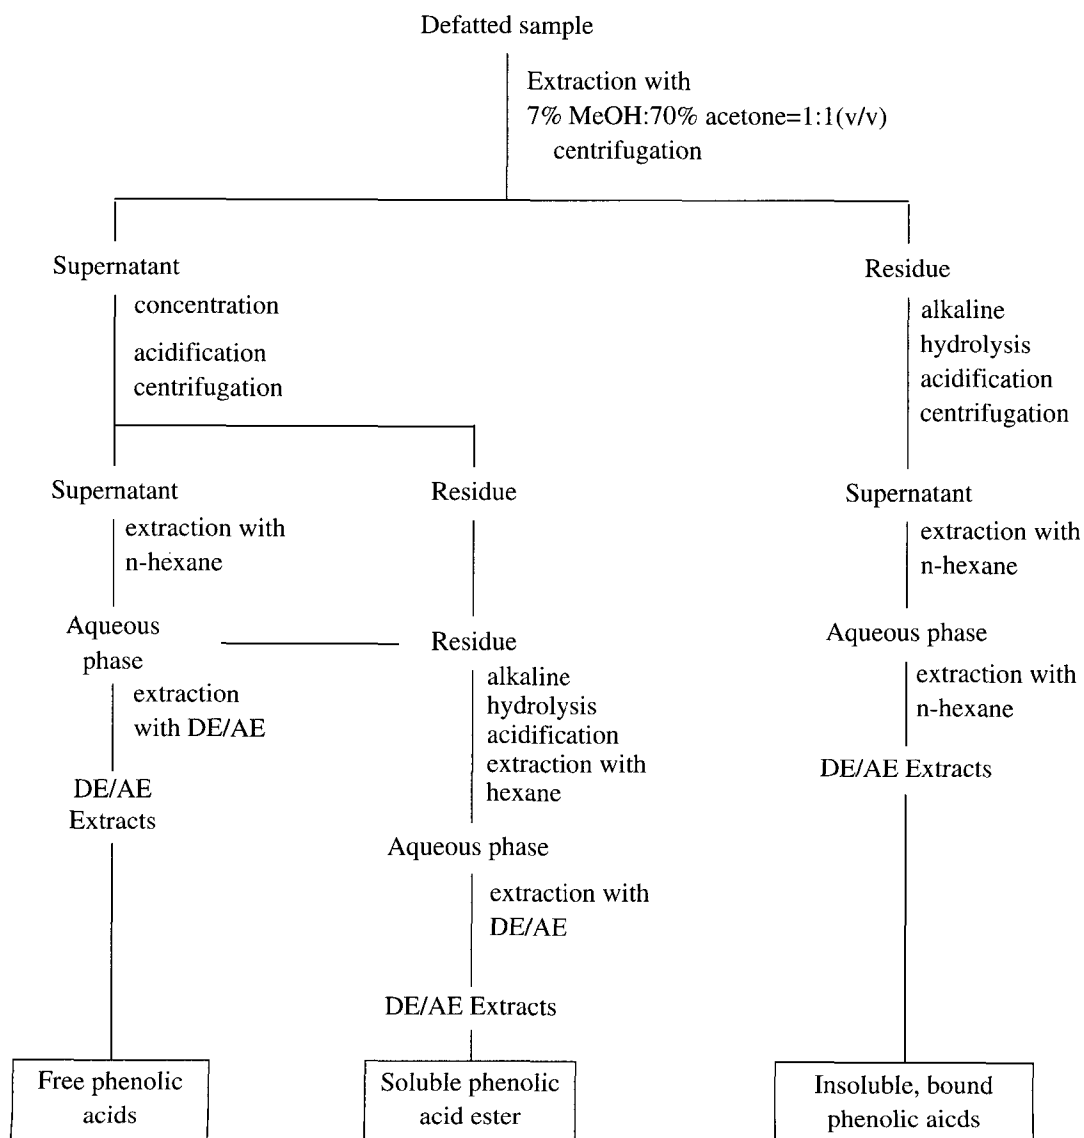 Defatted sample
Extraction with
7% MeOH:70% acetone=1:1(v/v)
centrifugation
Supernatant
concentration
acidification
centrifugation
Residue
alkaline
hydrolysis
acidification
centrifugation
Supernatant
extraction with
n-hexane
Residue
Supernatant
extraction with
n-hexane
Aqueous
phase
extraction
with DE/AE
Residue
alkaline
hydrolysis
acidification
extraction with
hexane
Aqueous phase
extraction with
n-hexane
DE/AE
Extracts
Aqueous phase
extraction with
DE/AE
DE/AE Extracts
DE/AE Extracts
Free phenolic
acids
Soluble phenolic
acid ester
Insoluble, bound
phenolic aicds